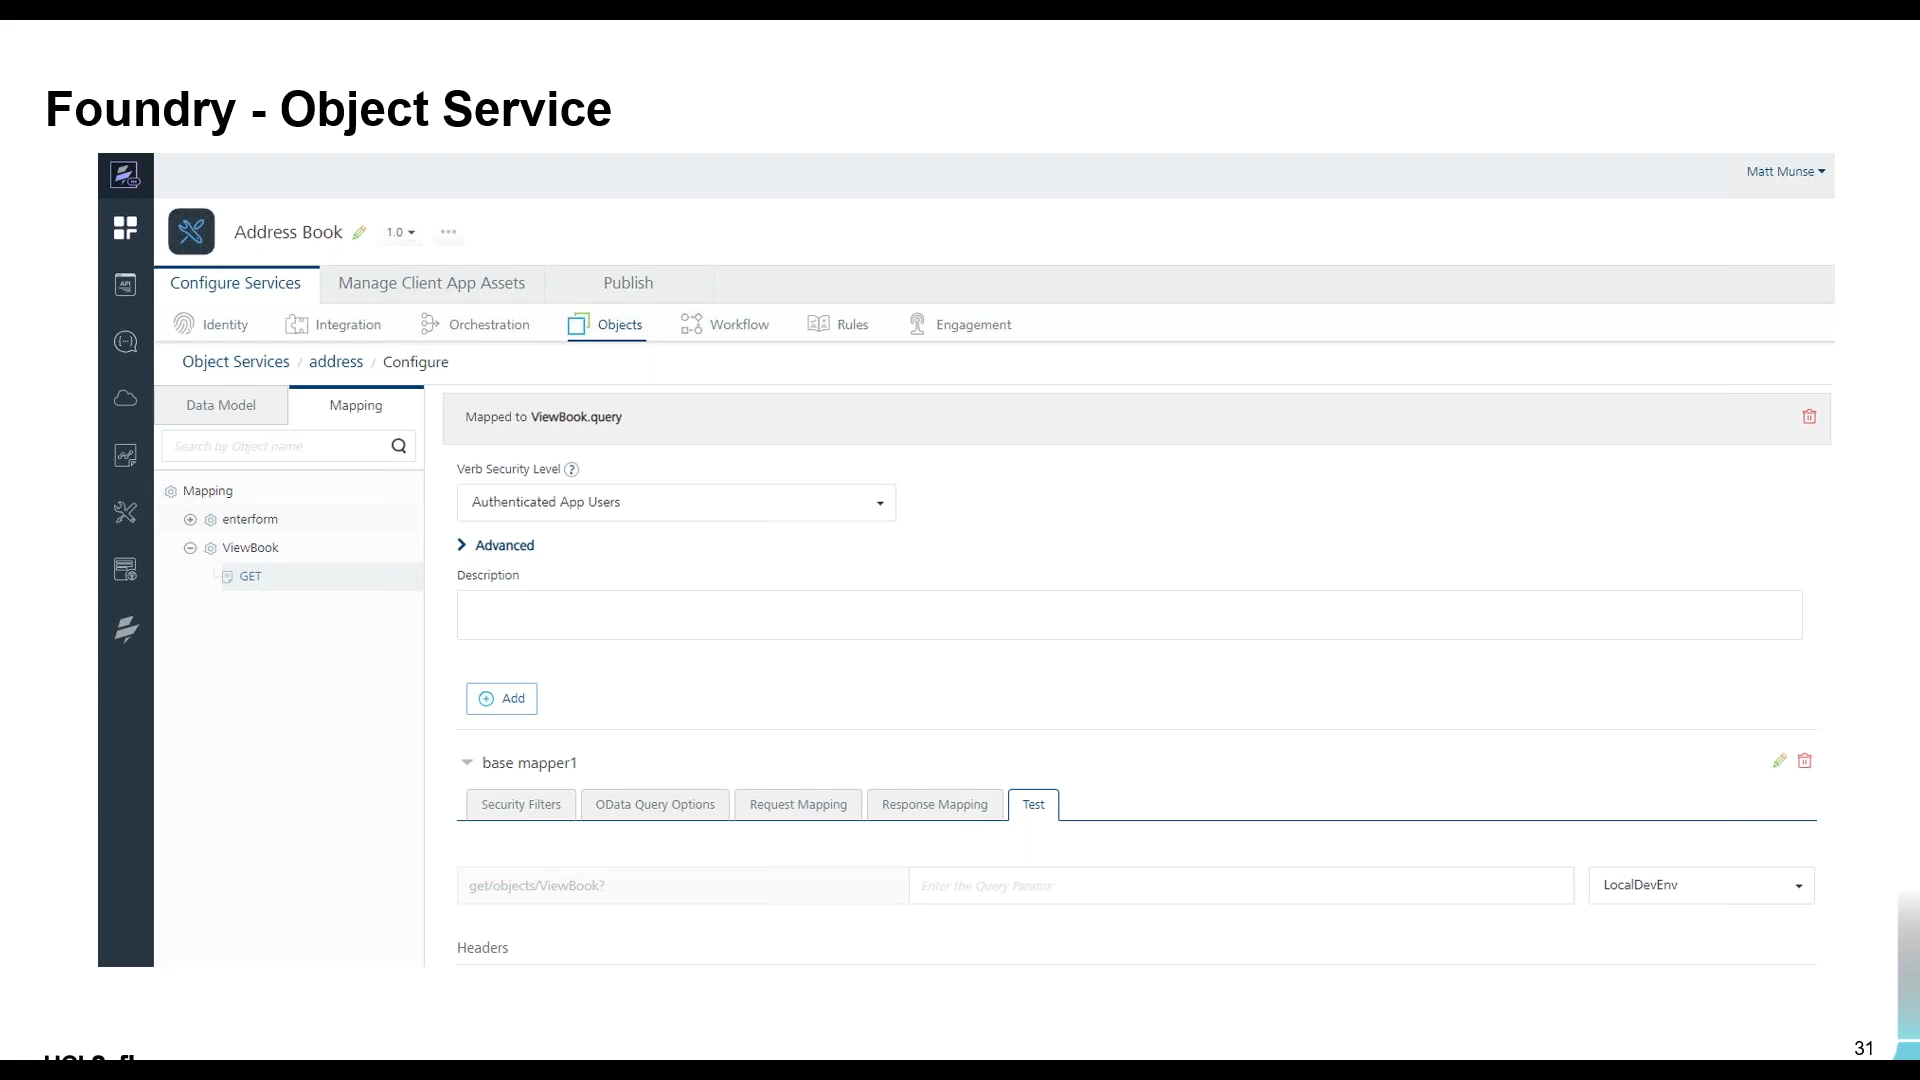 Foundry - Object Service
Matt Munse
Address Book
1.0
API
Configure Services
Manage Client App Assets
Publish
Identity
Integration
Orchestration
Objects
Workflow
Rules
Engagement
Object Services / address / Configure
Data Model
Mapping
Search by Object name
Mapped to ViewBook.query
Verb Security Level ?
Authenticated App Users
Mapping
enterform
ViewBook
GET
Advanced
Description
Add
base mapper1
Security Filters
OData Query Options
Request Mapping
Response Mapping
Test
get/objects/ViewBook?
Enter the Query Params
LocalDevEnv
Headers
31